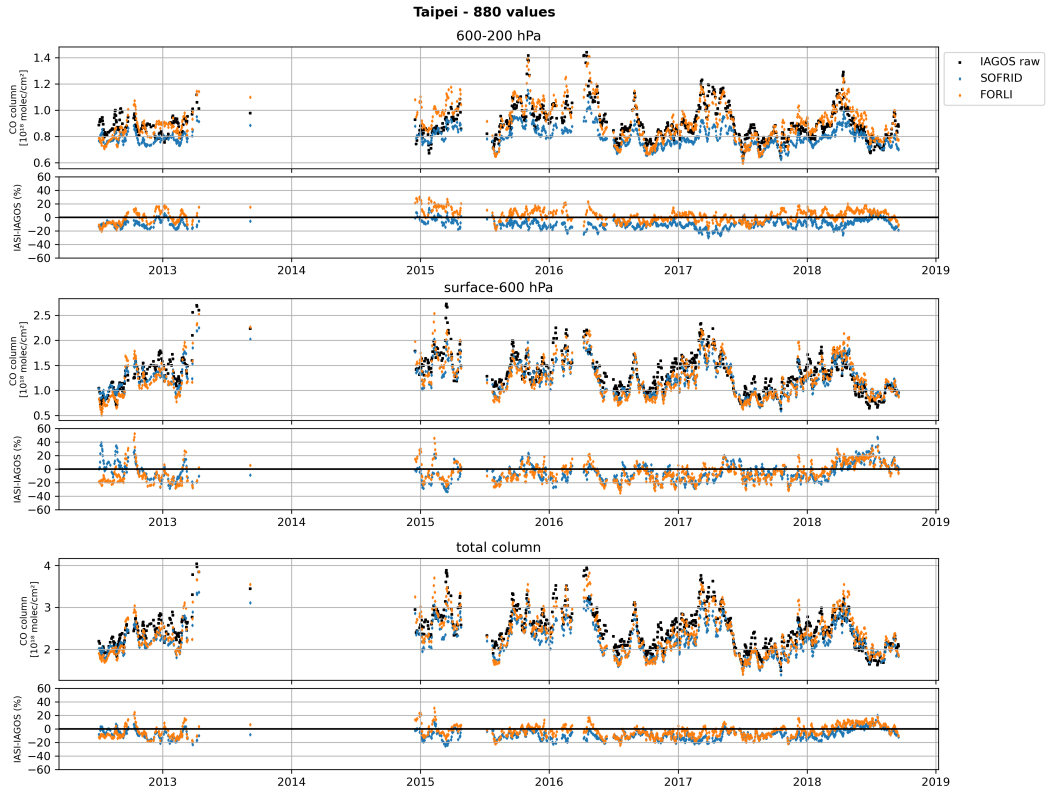 Taipei - 880 values
600-200 hPa
CO column
[10¹⁸ molec/cm²]
1.4
1.2
1.0
0.8
0.6
IAGOS raw
SOFRID
FORLI
IASI-IAGOS (%)
60
40
20
0
−20
−40
−60
2013 2014 2015 2016 2017 2018 2019
surface-600 hPa
CO column
[10¹⁸ molec/cm²]
2.5
2.0
1.5
1.0
0.5
IASI-IAGOS (%)
60
40
20
0
−20
−40
−60
2013 2014 2015 2016 2017 2018 2019
total column
CO column
[10¹⁸ molec/cm²]
4
3
2
IASI-IAGOS (%)
60
40
20
0
−20
−40
−60
2013 2014 2015 2016 2017 2018 2019